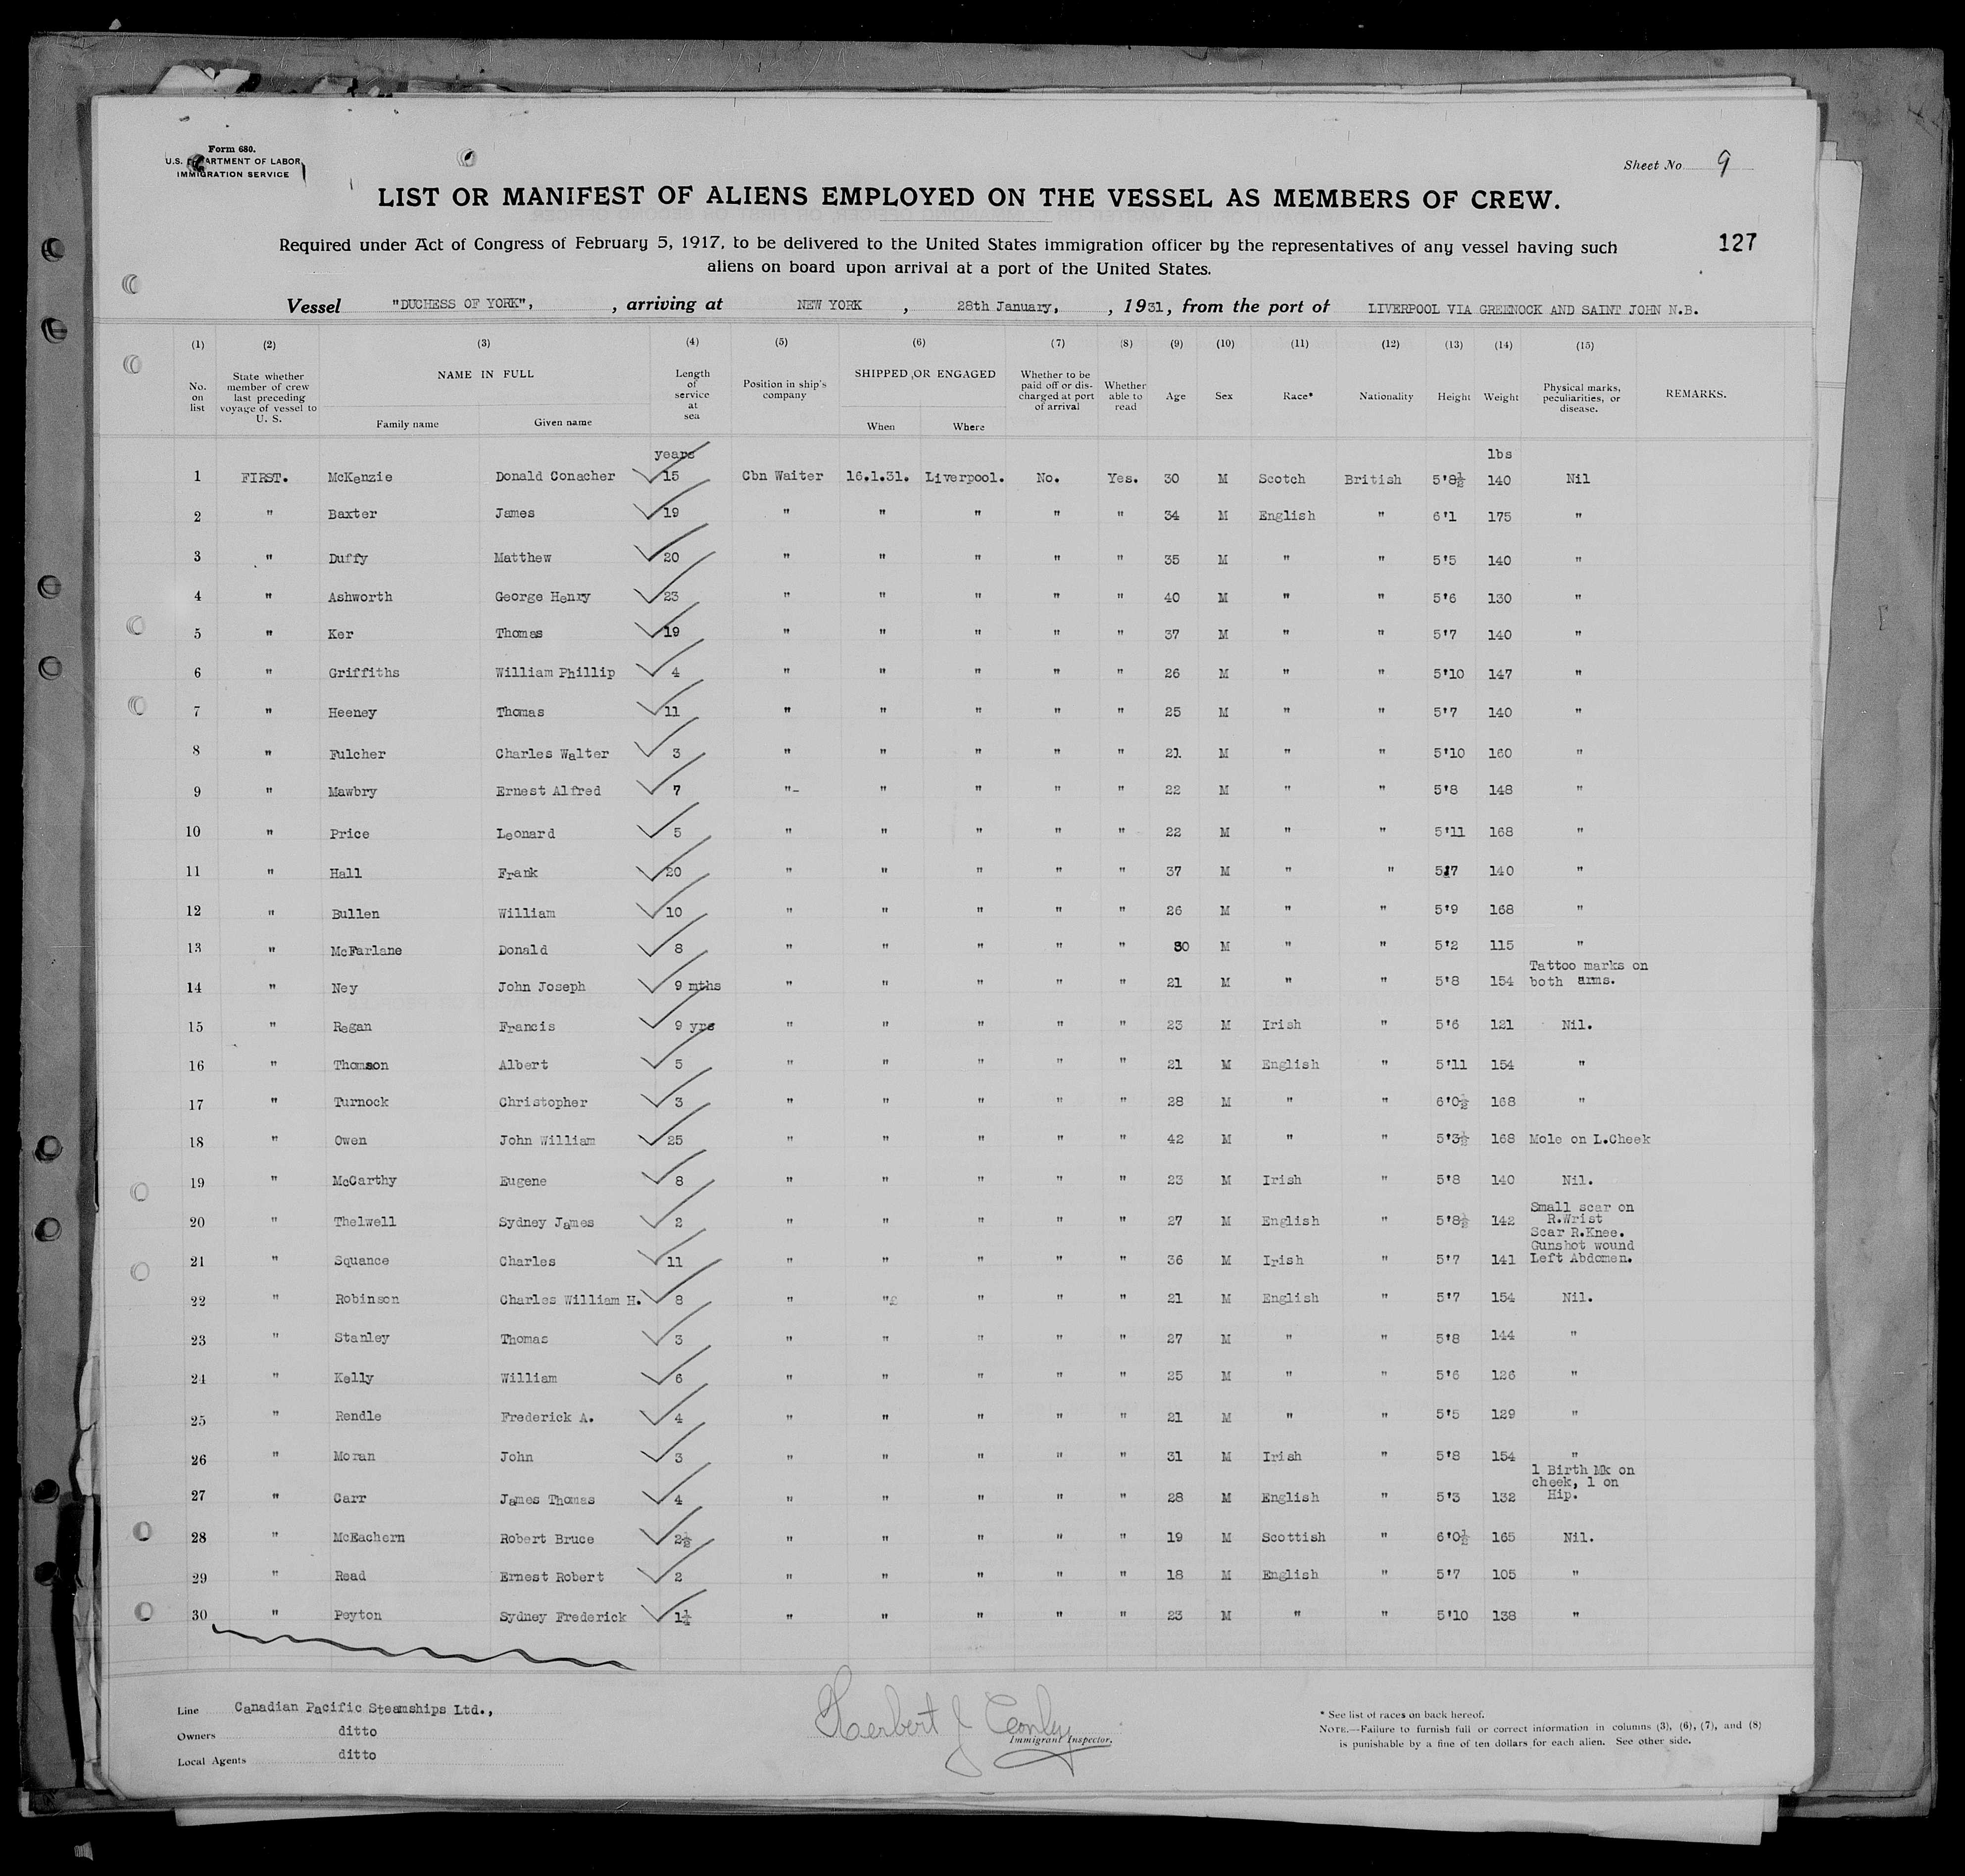 Form 680.
U.S. DEPARTMENT OF LABOR
IMMIGRATION SERVICE
Sheet No. 9
LIST OR MANIFEST OF ALIENS EMPLOYED ON THE VESSEL AS MEMBERS OF CREW.
Required under Act of Congress of February 5, 1917, to be delivered to the United States immigration officer by the representatives of any vessel having such
aliens on board upon arrival at a port of the United States.
127
Vessel "DUCHESS OF YORK", , arriving at NEW YORK , 28th January, , 1931, from the port of LIVERPOOL VIA GREENOCK AND SAINT JOHN N.B.
(1) (2) (3) (4) (5) (6) (7) (8) (9) (10) (11) (12) (13) (14) (15)
No. on list | State whether member of crew last preceding voyage of vessel to U. S. | NAME IN FULL | Family name | Given name | Length of service at sea | Position in ship's company | SHIPPED OR ENGAGED | When | Where | Whether to be paid off or discharged at port of arrival | Whether able to read | Age | Sex | Race* | Nationality | Height | Weight | Physical marks, peculiarities, or disease. | REMARKS.
years lbs
1 FIRST. McKenzie Donald Conacher 15 Cbn Waiter 16.1.31. Liverpool. No. Yes. 30 M Scotch British 5'8½ 140 Nil
2 " Baxter James 19 " " " " " 34 M English " 6'1 175 "
3 " Duffy Matthew 20 " " " " " 35 M " " 5'5 140 "
4 " Ashworth George Henry 23 " " " " " 40 M " " 5'6 130 "
5 " Ker Thomas 19 " " " " " 37 M " " 5'7 140 "
6 " Griffiths William Phillip 4 " " " " " 26 M " " 5'10 147 "
7 " Heeney Thomas 11 " " " " " 25 M " " 5'7 140 "
8 " Fulcher Charles Walter 3 " " " " " 21 M " " 5'10 160 "
9 " Mawbry Ernest Alfred 7 "- " " " " 22 M " " 5'8 148 "
10 " Price Leonard 5 " " " " " 22 M " " 5'11 168 "
11 " Hall Frank 20 " " " " " 37 M " " 5'7 140 "
12 " Bullen William 10 " " " " " 26 M " " 5'9 168 "
13 " McFarlane Donald 8 " " " " " 30 M " " 5'2 115 "
14 " Ney John Joseph 9 mths " " " " " 21 M " " 5'8 154 Tattoo marks on both arms.
15 " Regan Francis 9 yrs " " " " " 23 M Irish " 5'6 121 Nil.
16 " Thomson Albert 5 " " " " " 21 M English " 5'11 154 "
17 " Turnock Christopher 3 " " " " " 28 M " " 6'0½ 168 "
18 " Owen John William 25 " " " " " 42 M " " 5'3½ 168 Mole on L.Cheek
19 " McCarthy Eugene 8 " " " " " 23 M Irish " 5'8 140 Nil.
20 " Thelwell Sydney James 2 " " " " " 27 M English " 5'8½ 142 Small scar on R.Wrist
21 " Squance Charles 11 " " " " " 36 M Irish " 5'7 141 Scar R.Knee. Gunshot wound Left Abdomen.
22 " Robinson Charles William H. 8 " "£ " " " 21 M English " 5'7 154 Nil.
23 " Stanley Thomas 3 " " " " " 27 M " " 5'8 144 "
24 " Kelly William 6 " " " " " 25 M " " 5'6 126 "
25 " Rendle Frederick A. 4 " " " " " 21 M " " 5'5 129 "
26 " Moran John 3 " " " " " 31 M Irish " 5'8 154 "
27 " Carr James Thomas 4 " " " " " 28 M English " 5'3 132 1 Birth Mk on cheek, 1 on Hip.
28 " McEachern Robert Bruce 2½ " " " " " 19 M Scottish " 6'0½ 165 Nil.
29 " Read Ernest Robert 2 " " " " " 18 M English " 5'7 105 "
30 " Peyton Sydney Frederick 1¼ " " " " " 23 M " " 5'10 138 "
Line Canadian Pacific Steamships Ltd.,
Owners ditto
Local Agents ditto
Herbert J
Immigrant Inspector.
* See list of races on back hereof.
NOTE.—Failure to furnish full or correct information in columns (3), (6), (7), and (8)
is punishable by a fine of ten dollars for each alien. See other side.